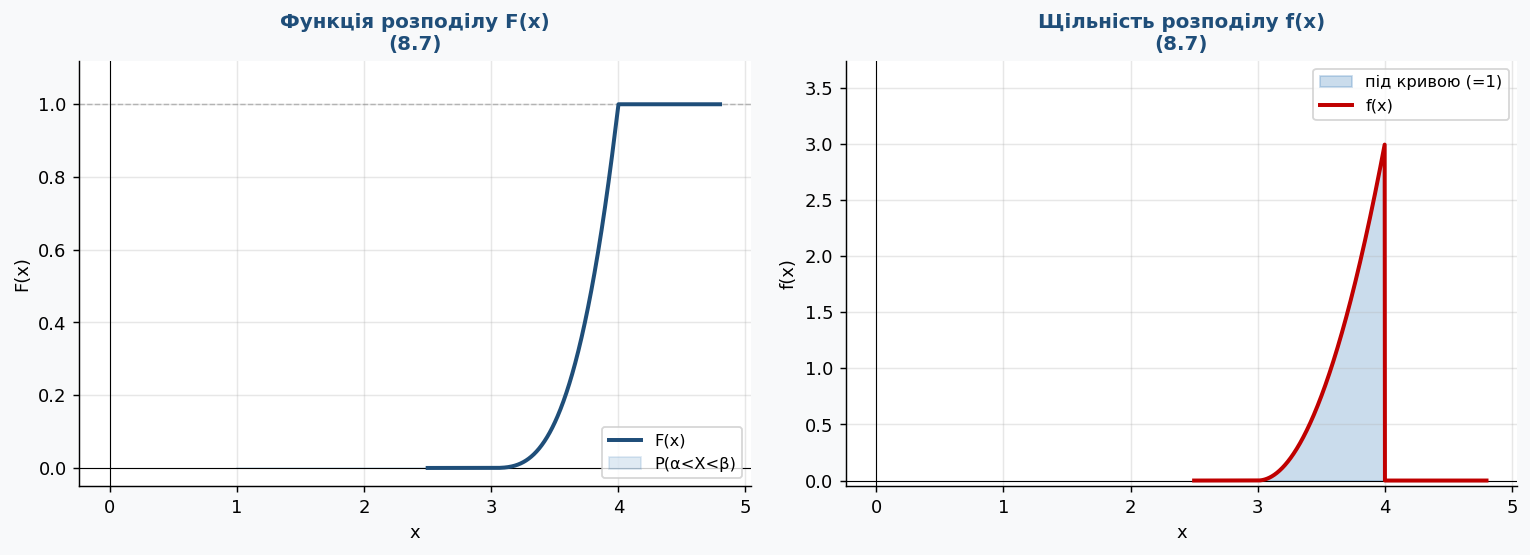 Функція розподілу F(x)
(8.7)
F(x)
1.0
0.8
0.6
0.4
0.2
0.0
0 1 2 3 4 5
x
F(x)
P(α<X<β)
Щільність розподілу f(x)
(8.7)
f(x)
3.5
3.0
2.5
2.0
1.5
1.0
0.5
0.0
0 1 2 3 4 5
x
під кривою (=1)
f(x)